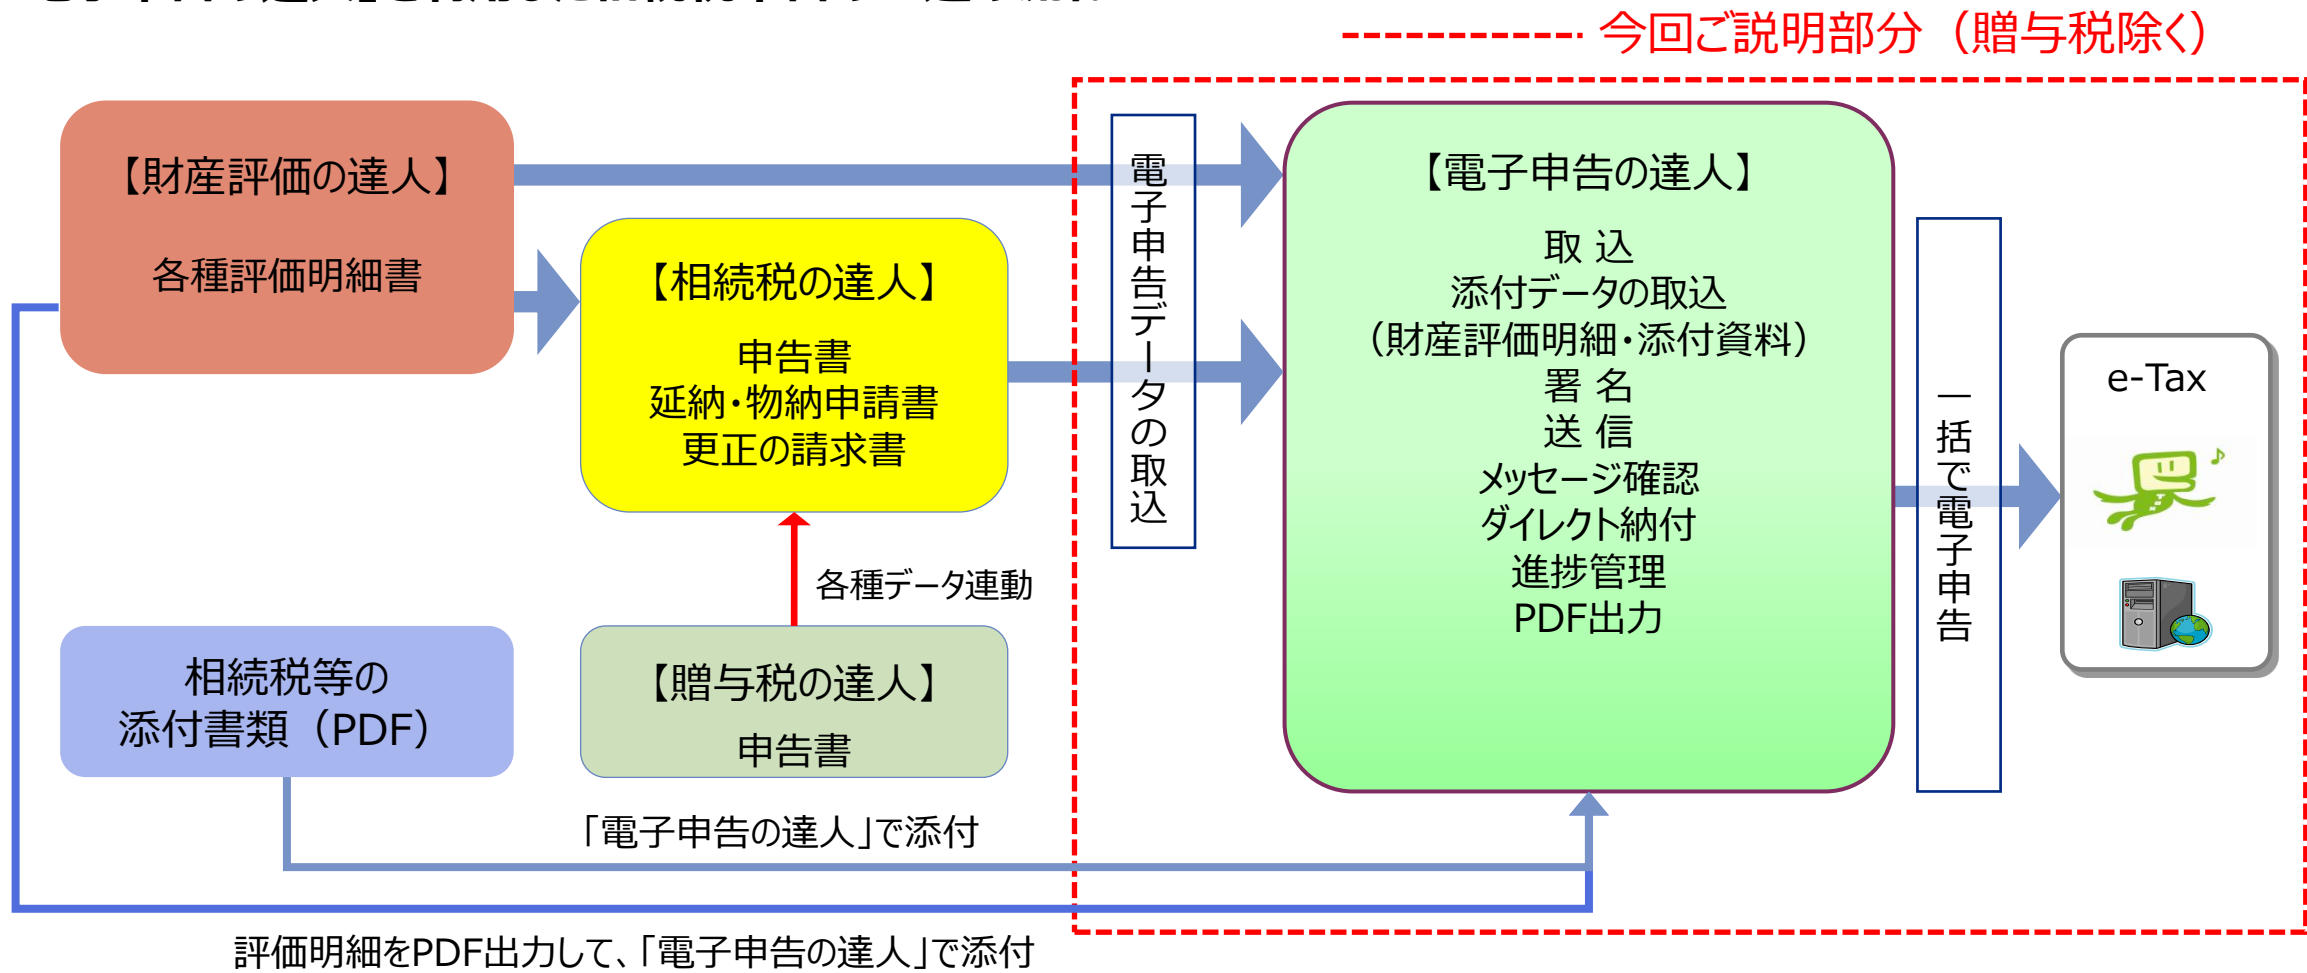 今回ご説明部分（贈与税除く）
【財産評価の達人】
各種評価明細書
【相続税の達人】
申告書
延納・物納申請書
更正の請求書
各種データ連動
【贈与税の達人】
申告書
相続税等の
添付書類（PDF）
電子申告データの取込
【電子申告の達人】
取 込
添付データの取込
（財産評価明細・添付資料）
署 名
送 信
メッセージ確認
ダイレクト納付
進捗管理
PDF出力
一括で電子申告
e-Tax
「電子申告の達人」で添付
評価明細をPDF出力して、「電子申告の達人」で添付